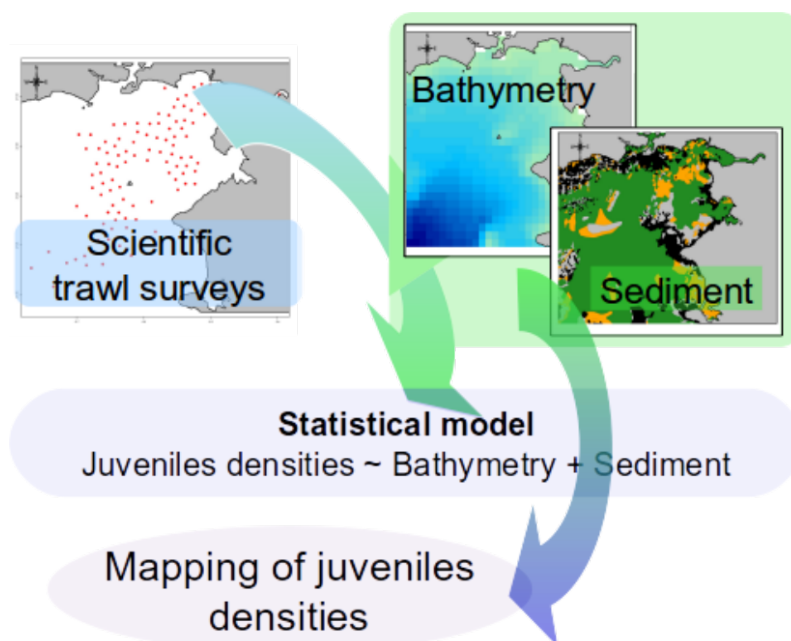 Bathymetry
Scientific
trawl surveys
Sediment
Statistical model
Juveniles densities ~ Bathymetry + Sediment
Mapping of juveniles
densities